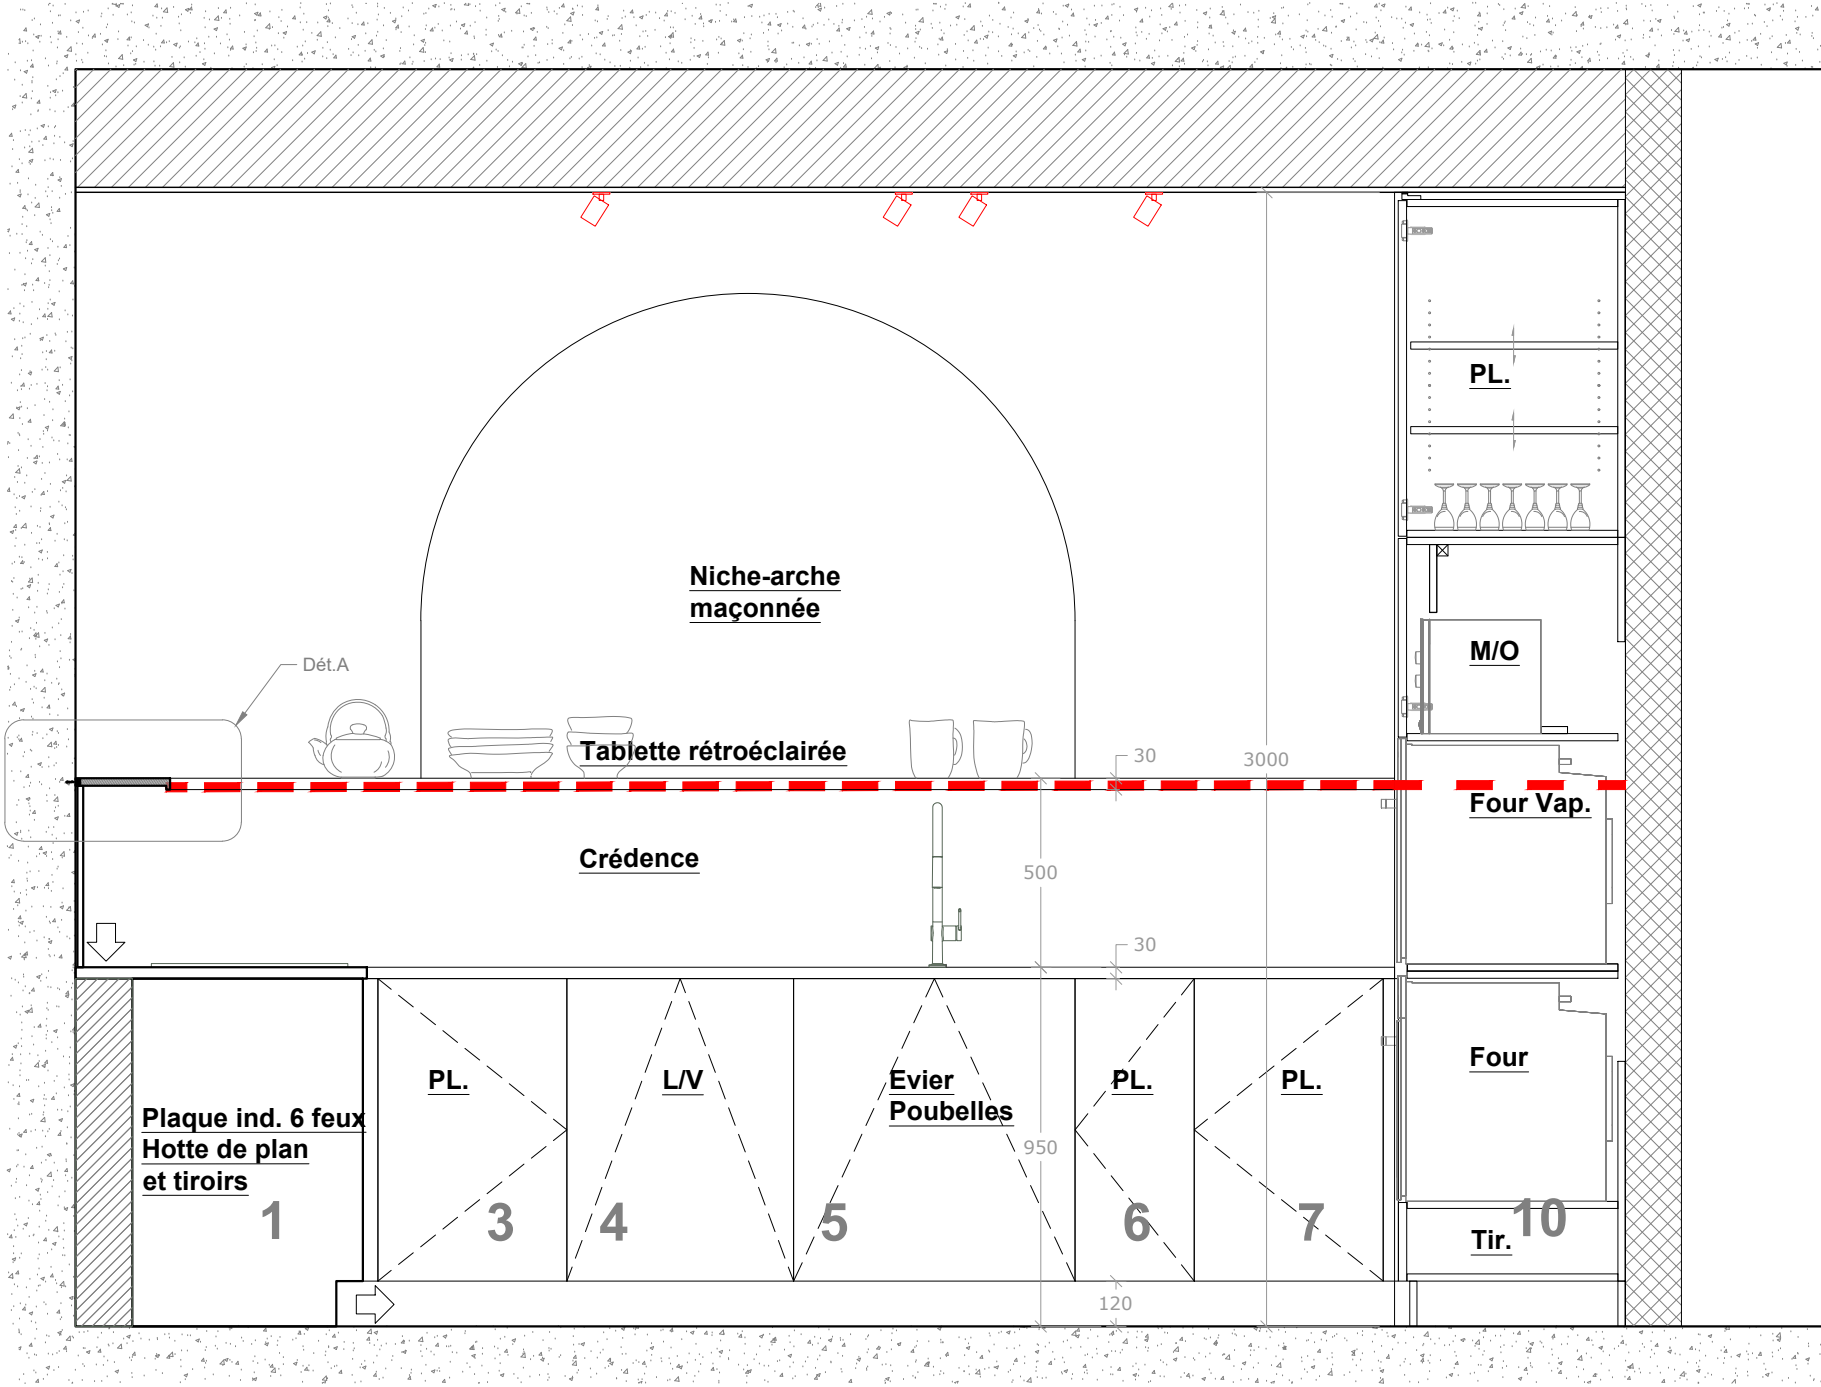 PL.
Niche-arche
maçonnée
M/O
Dét.A
Tablette rétroéclairée
30
3000
Four Vap.
Crédence
500
30
Four
PL.
L/V
Evier
Poubelles
PL.
PL.
Plaque ind. 6 feux
Hotte de plan
et tiroirs
950
1
3
4
5
6
7
10
Tir.
120